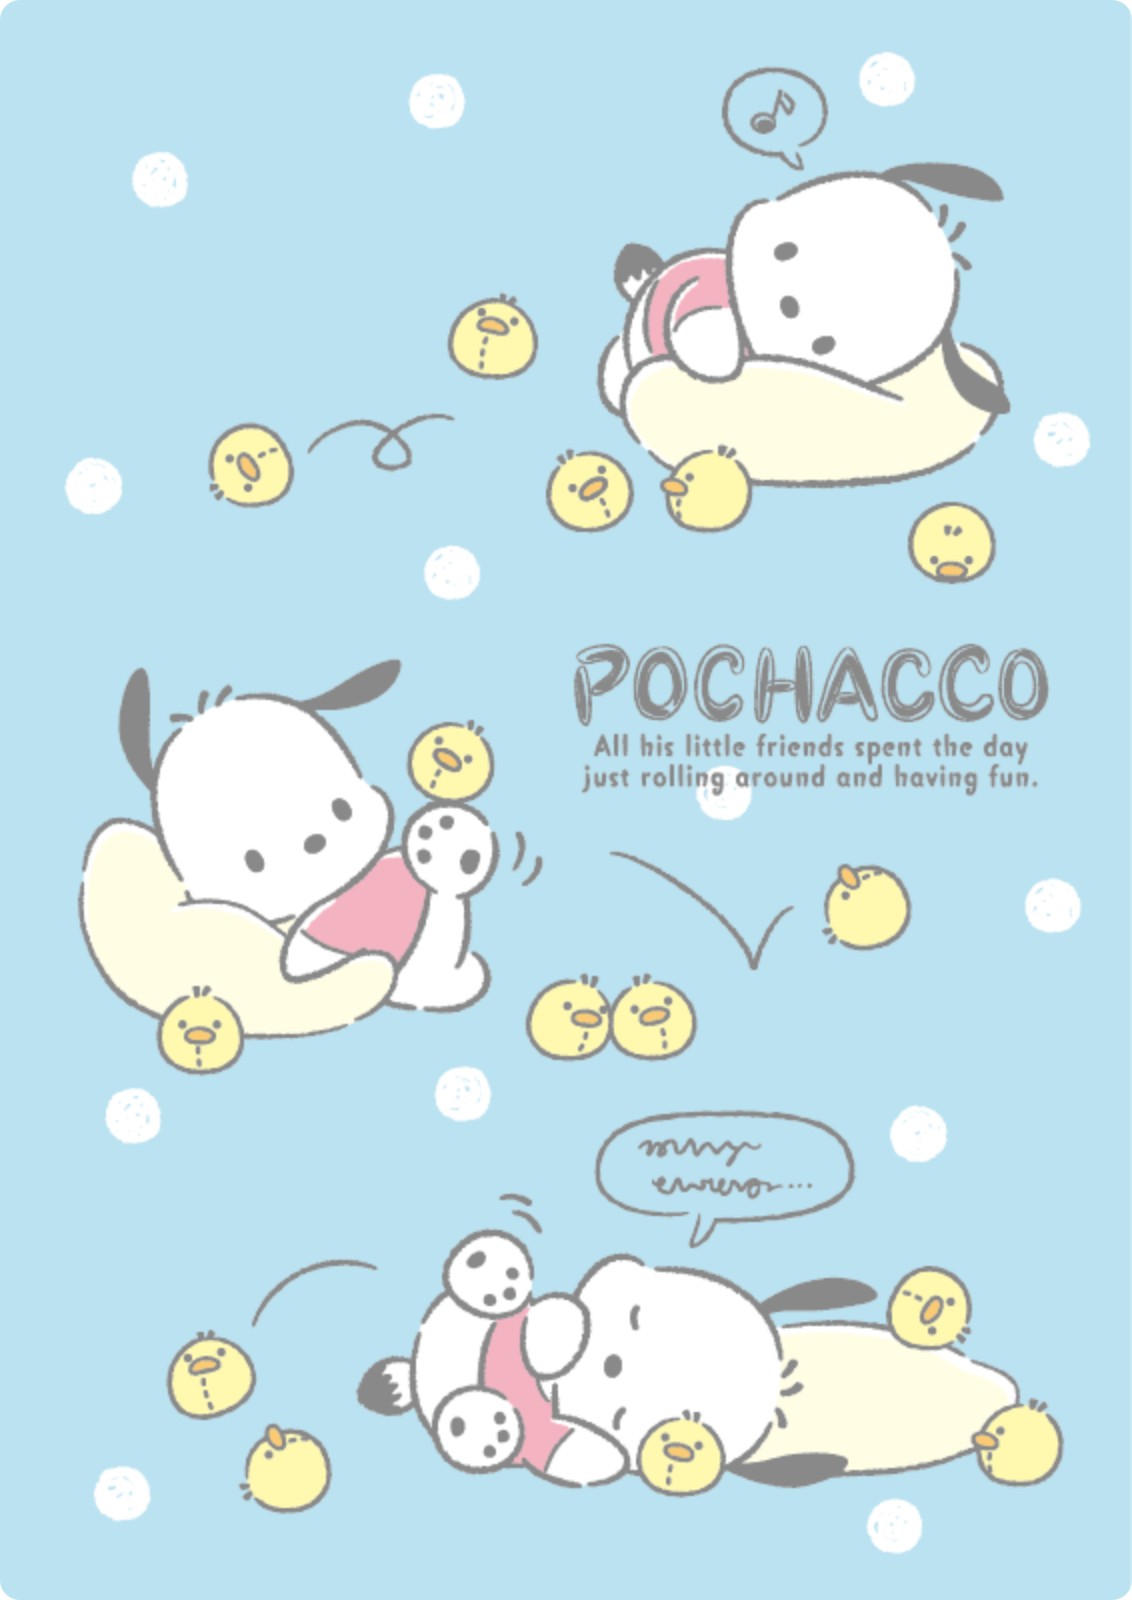 POCHACCO
All his little friends spent the day
just rolling around and having fun.